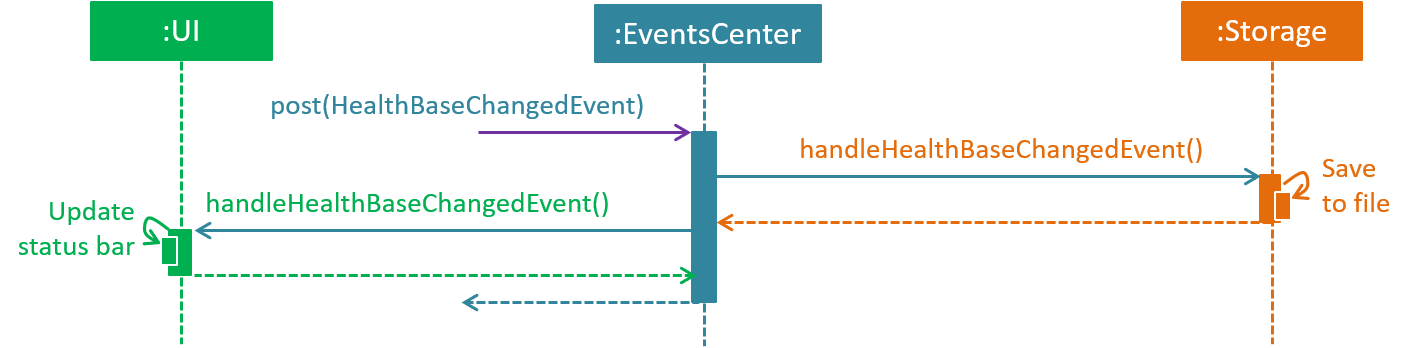 :UI
:EventsCenter
:Storage
post(HealthBaseChangedEvent)
handleHealthBaseChangedEvent()
Save
to file
handleHealthBaseChangedEvent()
Update
status bar